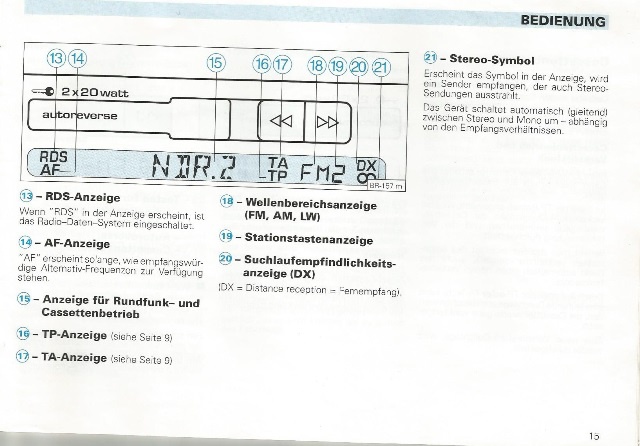 BEDIENUNG
13 14 15 16 17 18 19 20 21
2x20watt
autoreverse
RDS
AF
NDR.2
TA
TP
FM2
DX
BR-157 m
13 – RDS-Anzeige
Wenn "RDS" in der Anzeige erscheint, ist
das Radio-Daten-System eingeschaltet.
14 – AF-Anzeige
"AF" erscheint solange, wie empfangswür-
dige Alternativ-Frequenzen zur Verfügung
stehen.
15 – Anzeige für Rundfunk- und
Cassettenbetrieb
16 – TP-Anzeige (siehe Seite 9)
17 – TA-Anzeige (siehe Seite 9)
18 – Wellenbereichsanzeige
(FM, AM, LW)
19 – Stationstastenanzeige
20 – Suchlaufempfindlichkeits-
anzeige (DX)
(DX = Distance reception = Fernempfang).
21 – Stereo-Symbol
Erscheint das Symbol in der Anzeige, wird
ein Sender empfangen, der auch Stereo-
Sendungen ausstrahlt.
Das Gerät schaltet automatisch (gleitend)
zwischen Stereo und Mono um – abhängig
von den Empfangsverhältnissen.
15